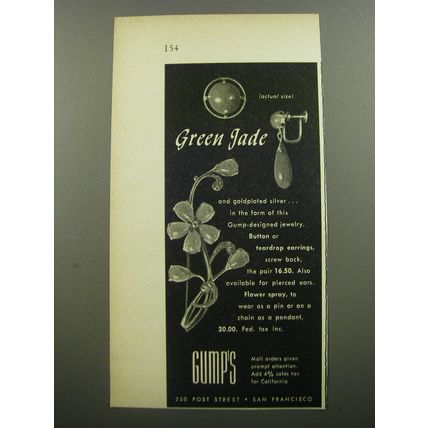 154
(actual size)
Green Jade
and goldplated silver . . .
in the form of this
Gump-designed jewelry.
Button or
teardrop earrings,
screw back,
the pair 16.50. Also
available for pierced ears.
Flower spray, to
wear as a pin or on a
chain as a pendant,
20.00. Fed. tax inc.
GUMP'S
Mail orders given
prompt attention.
Add 4% sales tax
for California
250 POST STREET • SAN FRANCISCO